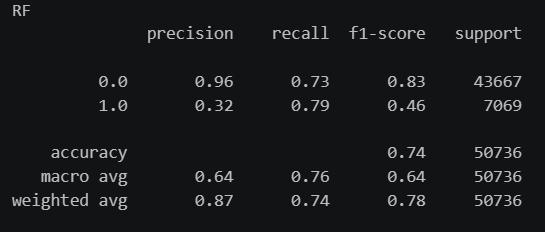 RF
precision recall f1-score support
0.0 0.96 0.73 0.83 43667
1.0 0.32 0.79 0.46 7069
accuracy 0.74 50736
macro avg 0.64 0.76 0.64 50736
weighted avg 0.87 0.74 0.78 50736